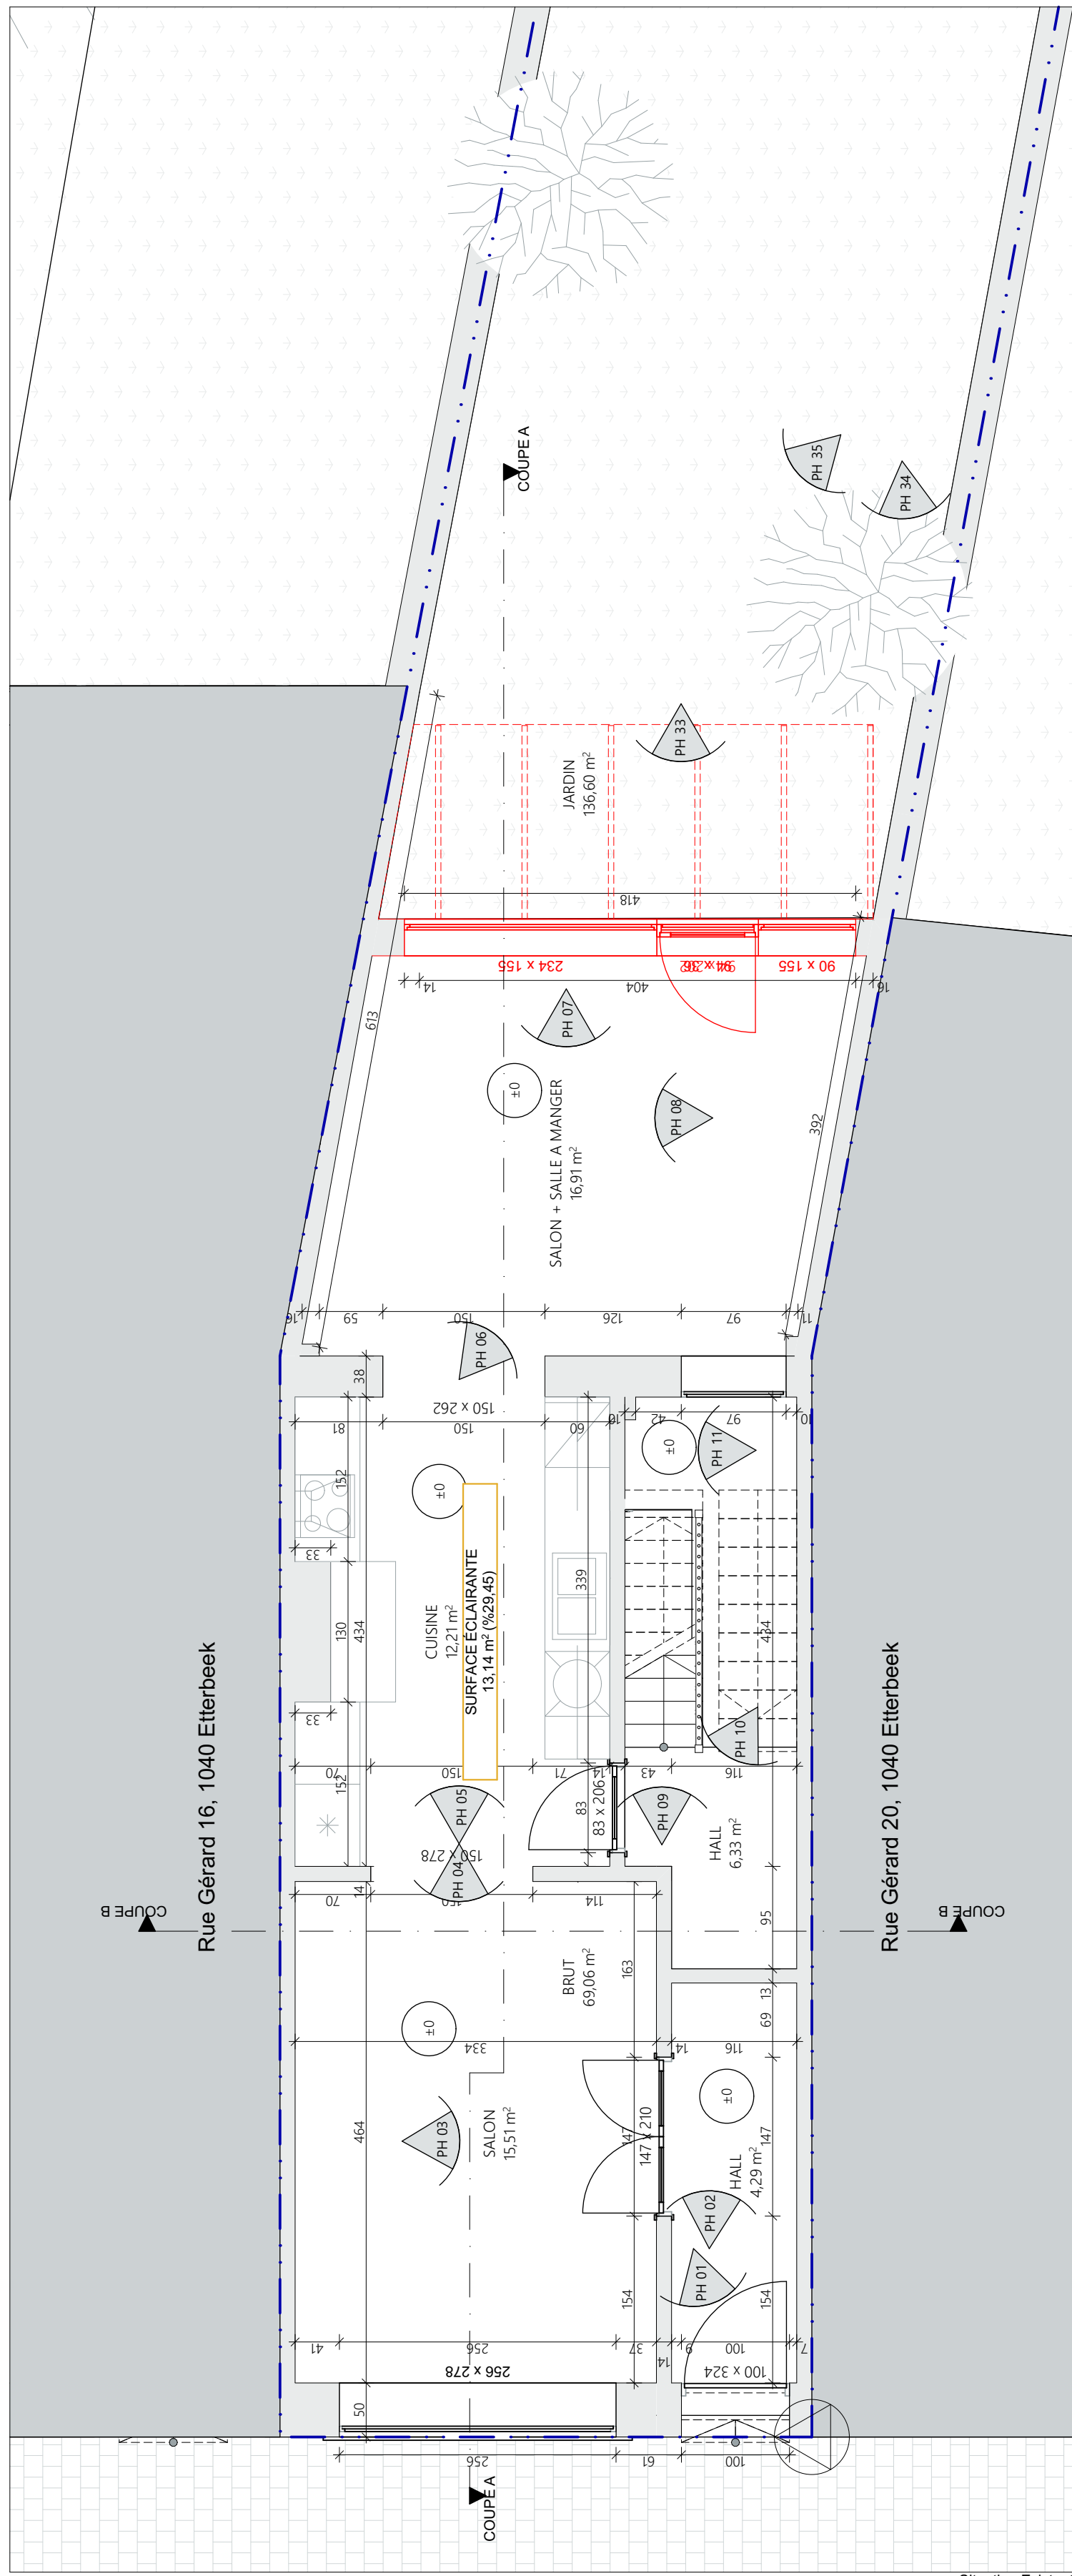 COUPE A
PH 35
PH 34
PH 33
JARDIN
136,60 m²
418
234 x 155
90 x 155
14
404
16
613
PH 07
±0
PH 08
SALON + SALLE A MANGER
16,91 m²
392
16
59
150
126
97
11
PH 06
38
150 x 262
81
150
60
10
42
97
10
±0
±0
PH 11
152
33
339
SURFACE ÉCLAIRANTE
13,14 m² (%29,45)
CUISINE
12,21 m²
130
434
434
Rue Gérard 16, 1040 Etterbeek
Rue Gérard 20, 1040 Etterbeek
33
PH 10
70
150
71
14
43
116
152
PH 05
83
83 x 206
PH 09
HALL
6,33 m²
150 x 278
PH 04
14
70
150
114
COUPE B
95
COUPE B
BRUT
69,06 m²
163
13
69
±0
334
14
116
±0
464
PH 03
SALON
15,51 m²
147
147 x 210
147
HALL
4,29 m²
PH 02
PH 01
154
154
41
256
37
14
9
100
7
256 x 278
100 x 324
50
256
61
100
COUPE A